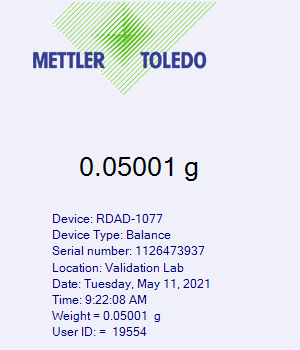 METTLER TOLEDO
0.05001 g
Device: RDAD-1077
Device Type: Balance
Serial number: 1126473937
Location: Validation Lab
Date: Tuesday, May 11, 2021
Time: 9:22:08 AM
Weight = 0.05001  g
User ID: =  19554